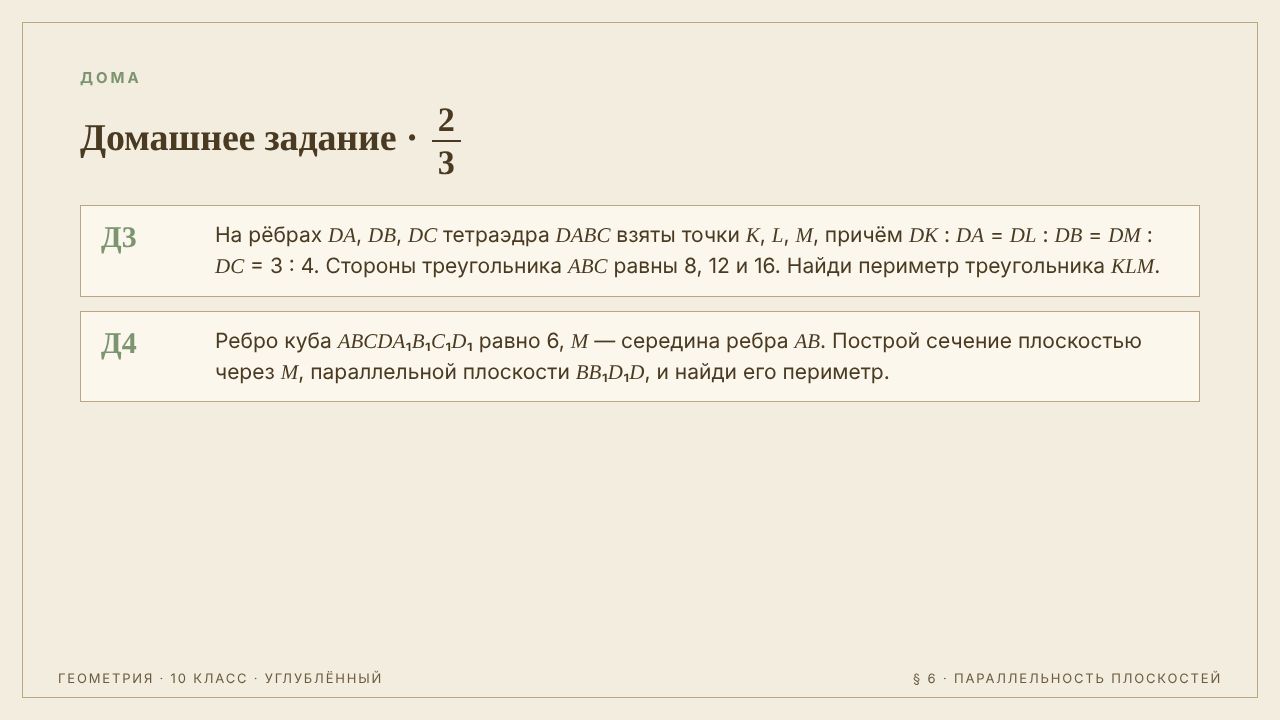 ДОМА
Домашнее задание · 2/3
Д3
На рёбрах DA, DB, DC тетраэдра DABC взяты точки K, L, M, причём DK : DA = DL : DB = DM :
DC = 3 : 4. Стороны треугольника ABC равны 8, 12 и 16. Найди периметр треугольника KLM.
Д4
Ребро куба ABCDA₁B₁C₁D₁ равно 6, M — середина ребра AB. Построй сечение плоскостью
через M, параллельной плоскости BB₁D₁D, и найди его периметр.
ГЕОМЕТРИЯ · 10 КЛАСС · УГЛУБЛЁННЫЙ
§ 6 · ПАРАЛЛЕЛЬНОСТЬ ПЛОСКОСТЕЙ